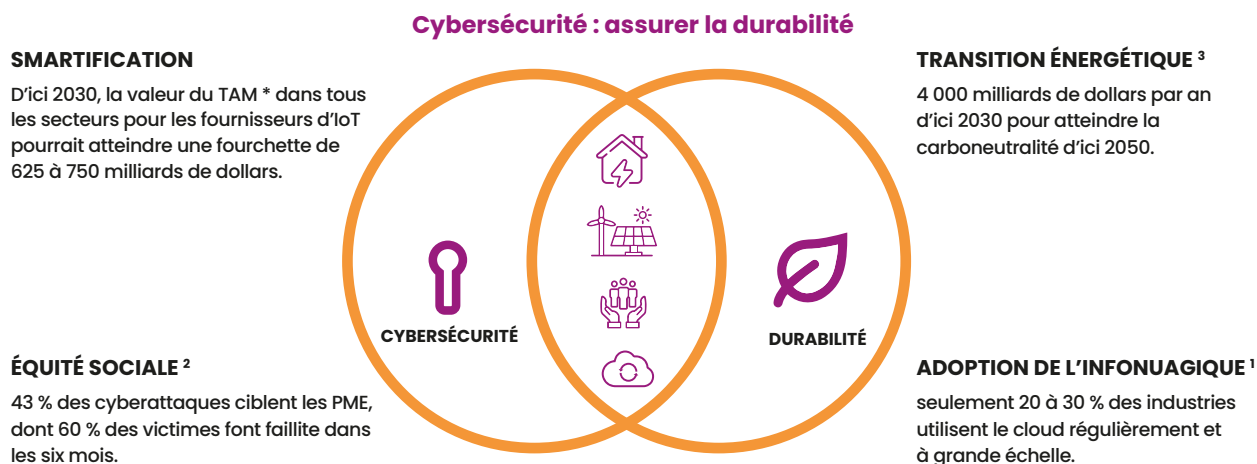 Cybersécurité : assurer la durabilité
SMARTIFICATION
D’ici 2030, la valeur du TAM * dans tous
les secteurs pour les fournisseurs d’IoT
pourrait atteindre une fourchette de
625 à 750 milliards de dollars.
TRANSITION ÉNERGÉTIQUE ³
4 000 milliards de dollars par an
d’ici 2030 pour atteindre la
carboneutralité d’ici 2050.
CYBERSÉCURITÉ
DURABILITÉ
ÉQUITÉ SOCIALE ²
43 % des cyberattaques ciblent les PME,
dont 60 % des victimes font faillite dans
les six mois.
ADOPTION DE L’INFONUAGIQUE ¹
seulement 20 à 30 % des industries
utilisent le cloud régulièrement et
à grande échelle.